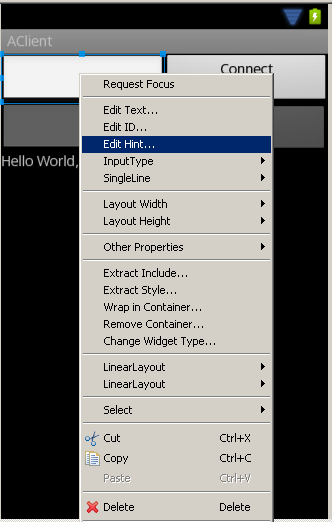 AClient
Connect
Hello World,
Request Focus
Edit Text...
Edit ID...
Edit Hint...
InputType
SingleLine
Layout Width
Layout Height
Other Properties
Extract Include...
Extract Style...
Wrap in Container...
Remove Container...
Change Widget Type...
LinearLayout
LinearLayout
Select
Cut Ctrl+X
Copy Ctrl+C
Paste Ctrl+V
Delete Delete